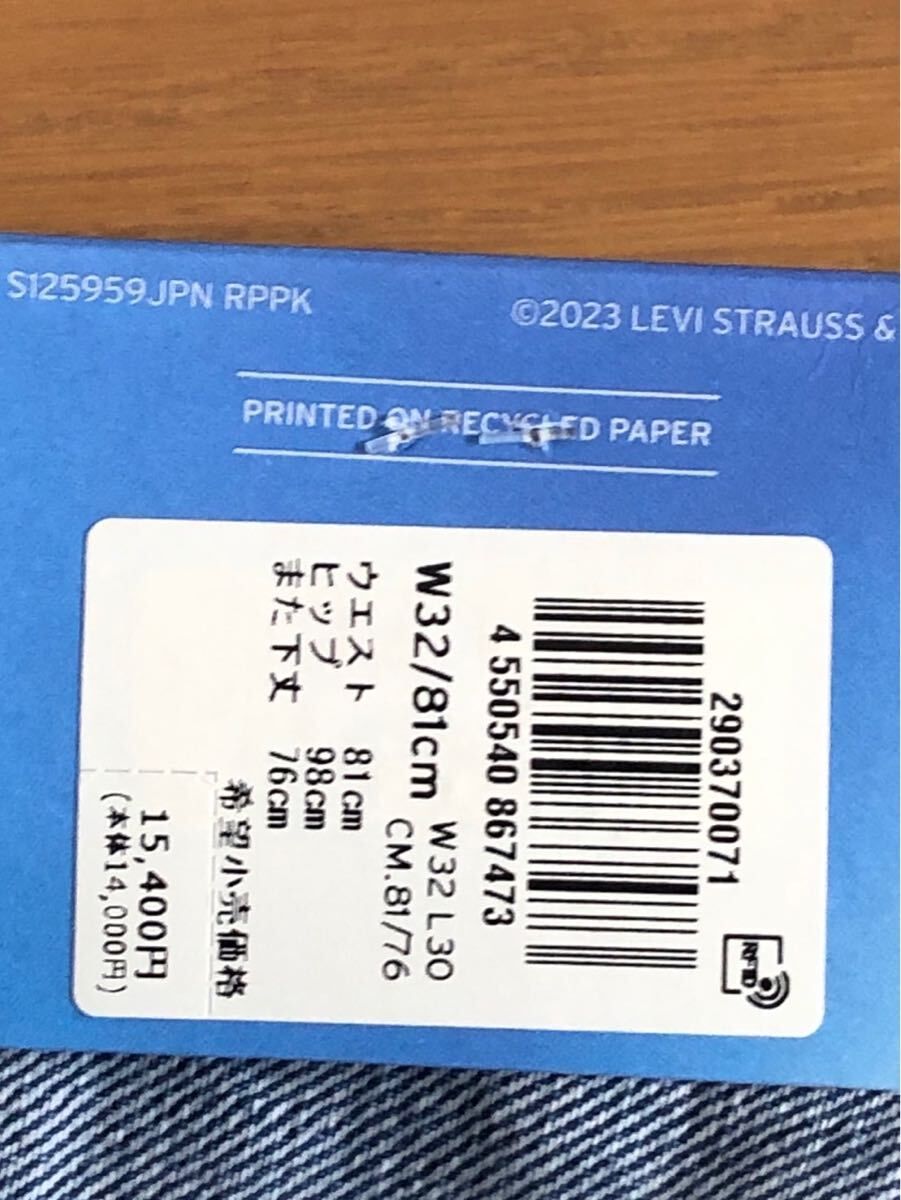 S125959JPN RPPK
©2023 LEVI STRAUSS &
PRINTED ON RECYCLED PAPER
290370071
4 550540 867473
W32/81cm
W32 L30
CM.81/76
ウエスト 81cm
ヒップ 98cm
また下丈 76cm
希望小売価格
15,400円
(本体14,000円)
RFID